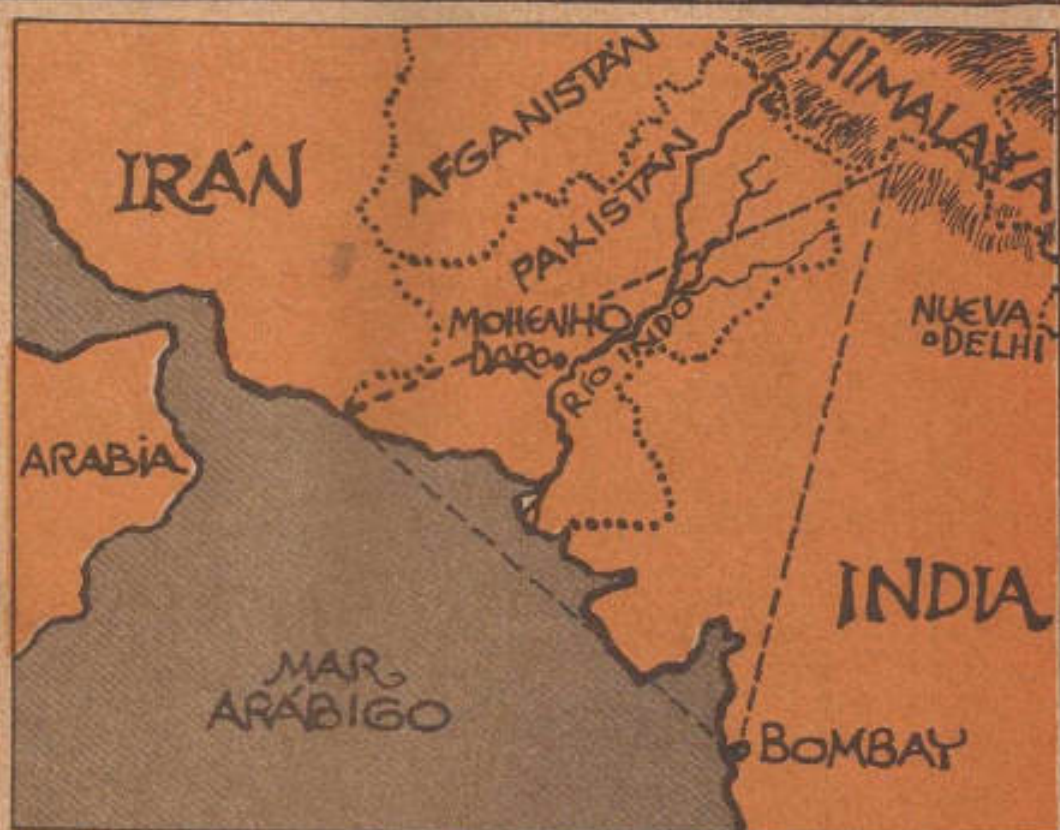 IRÁN
AFGANISTÁN
PAKISTÁN
HIMALAYA
MOHENHO
DARO
RÍO INDO
NUEVA
DELHI
ARABIA
INDIA
MAR
ARÁBIGO
BOMBAY